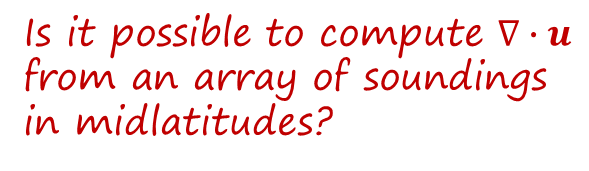 Is it possible to compute ∇ · 𝒖
from an array of soundings
in midlatitudes?